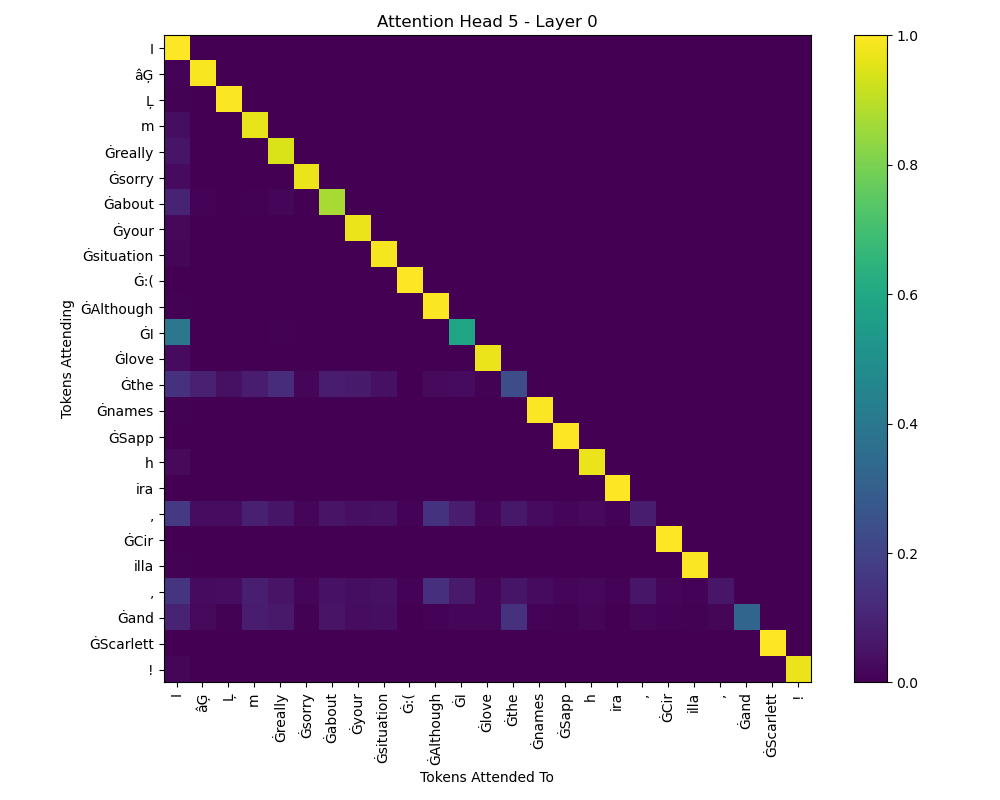 Attention Head 5 - Layer 0
Tokens Attending
I
âĢ
Ļ
m
Ġreally
Ġsorry
Ġabout
Ġyour
Ġsituation
Ġ:(
ĠAlthough
ĠI
Ġlove
Ġthe
Ġnames
ĠSapp
h
ira
,
ĠCir
illa
,
Ġand
ĠScarlett
!
I
âĢ
Ļ
m
Ġreally
Ġsorry
Ġabout
Ġyour
Ġsituation
Ġ:(
ĠAlthough
ĠI
Ġlove
Ġthe
Ġnames
ĠSapp
h
ira
,
ĠCir
illa
,
Ġand
ĠScarlett
!
Tokens Attended To
1.0
0.8
0.6
0.4
0.2
0.0